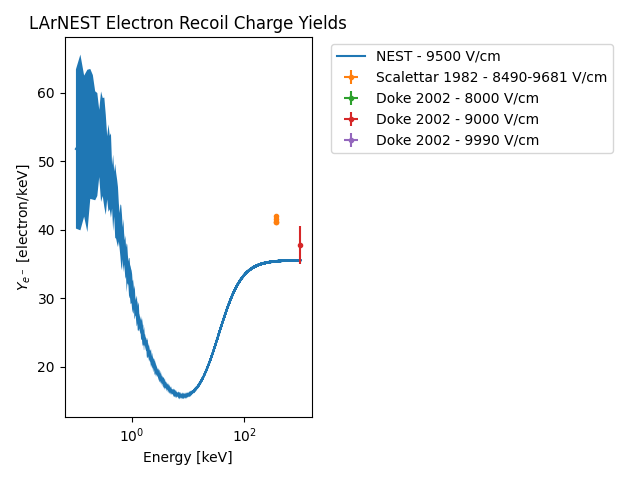 LArNEST Electron Recoil Charge Yields
NEST - 9500 V/cm
Scalettar 1982 - 8490-9681 V/cm
Doke 2002 - 8000 V/cm
Doke 2002 - 9000 V/cm
Doke 2002 - 9990 V/cm
60
50
40
30
20
Y_{e^-} [electron/keV]
10^0
10^2
Energy [keV]